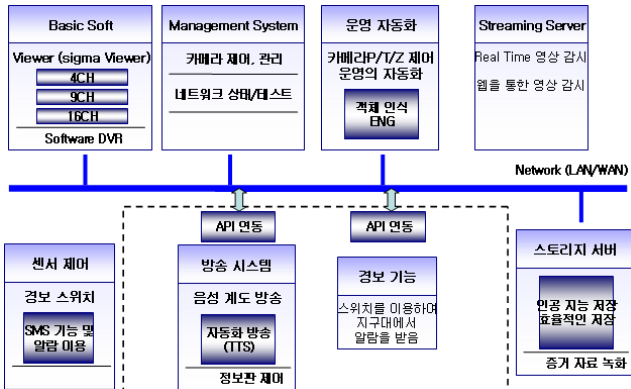 Basic Soft
Viewer (sigma Viewer)
4CH
9CH
16CH
Software DVR
Management System
카메라 제어, 관리
네트워크 상태/테스트
운영 자동화
카메라P/T/Z 제어
운영의 자동화
객체 인식
ENG
Streaming Server
Real Time 영상 감시
웹을 통한 영상 감시
Network (LAN/WAN)
API 연동
API 연동
센서 제어
경보 스위치
SMS 기능 및
알람 이용
방송 시스템
음성 계도 방송
자동화 방송
(TTS)
정보판 제어
경보 기능
스위치를 이용하여
지구대에서
알람을 받음
스토리지 서버
인공 지능 저장
효율적인 저장
증거 자료 녹화